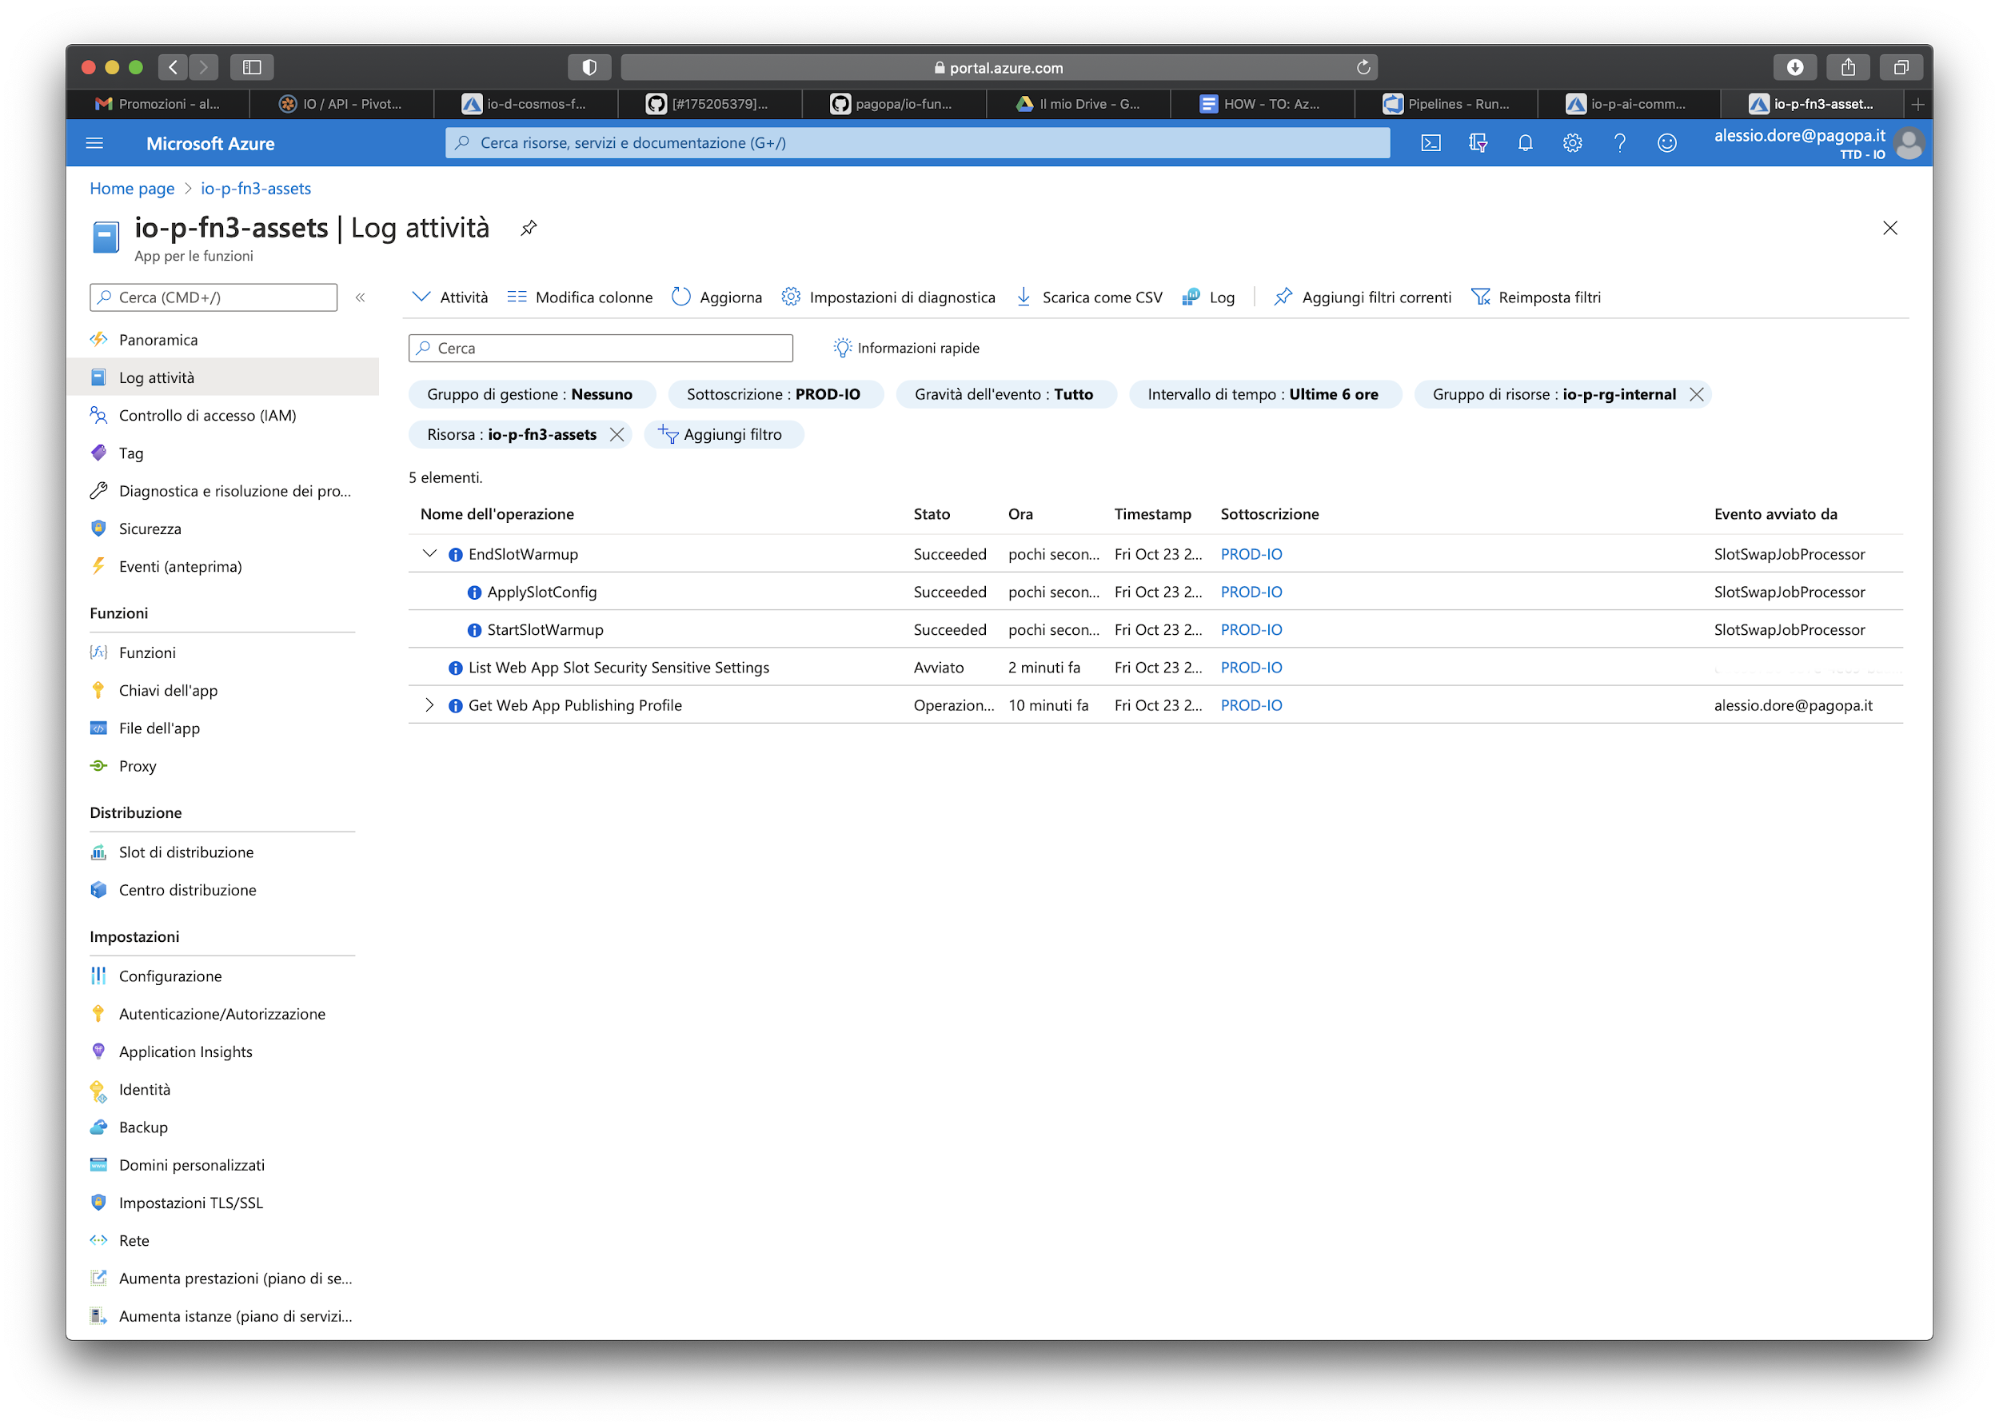 portal.azure.com
Promozioni - al...
IO / API - Pivot...
io-d-cosmos-f...
[#175205379]...
pagopa/io-fun...
Il mio Drive - G...
HOW - TO: Az...
Pipelines - Run...
io-p-ai-comm...
io-p-fn3-asset...
Microsoft Azure
Cerca risorse, servizi e documentazione (G+/)
alessio.dore@pagopa.it
TTD - IO
Home page > io-p-fn3-assets
io-p-fn3-assets | Log attività
App per le funzioni
Cerca (CMD+/)
«
Panoramica
Log attività
Controllo di accesso (IAM)
Tag
Diagnostica e risoluzione dei pro...
Sicurezza
Eventi (anteprima)
Funzioni
Funzioni
Chiavi dell'app
File dell'app
Proxy
Distribuzione
Slot di distribuzione
Centro distribuzione
Impostazioni
Configurazione
Autenticazione/Autorizzazione
Application Insights
Identità
Backup
Domini personalizzati
Impostazioni TLS/SSL
Rete
Aumenta prestazioni (piano di se...
Aumenta istanze (piano di servizi...
Attività Modifica colonne Aggiorna Impostazioni di diagnostica Scarica come CSV Log Aggiungi filtri correnti Reimposta filtri
Cerca
Informazioni rapide
Gruppo di gestione : Nessuno Sottoscrizione : PROD-IO Gravità dell'evento : Tutto Intervallo di tempo : Ultime 6 ore Gruppo di risorse : io-p-rg-internal
Risorsa : io-p-fn3-assets Aggiungi filtro
5 elementi.
Nome dell'operazione Stato Ora Timestamp Sottoscrizione Evento avviato da
EndSlotWarmup Succeeded pochi secon... Fri Oct 23 2... PROD-IO SlotSwapJobProcessor
ApplySlotConfig Succeeded pochi secon... Fri Oct 23 2... PROD-IO SlotSwapJobProcessor
StartSlotWarmup Succeeded pochi secon... Fri Oct 23 2... PROD-IO SlotSwapJobProcessor
List Web App Slot Security Sensitive Settings Avviato 2 minuti fa Fri Oct 23 2... PROD-IO
Get Web App Publishing Profile Operazion... 10 minuti fa Fri Oct 23 2... PROD-IO alessio.dore@pagopa.it